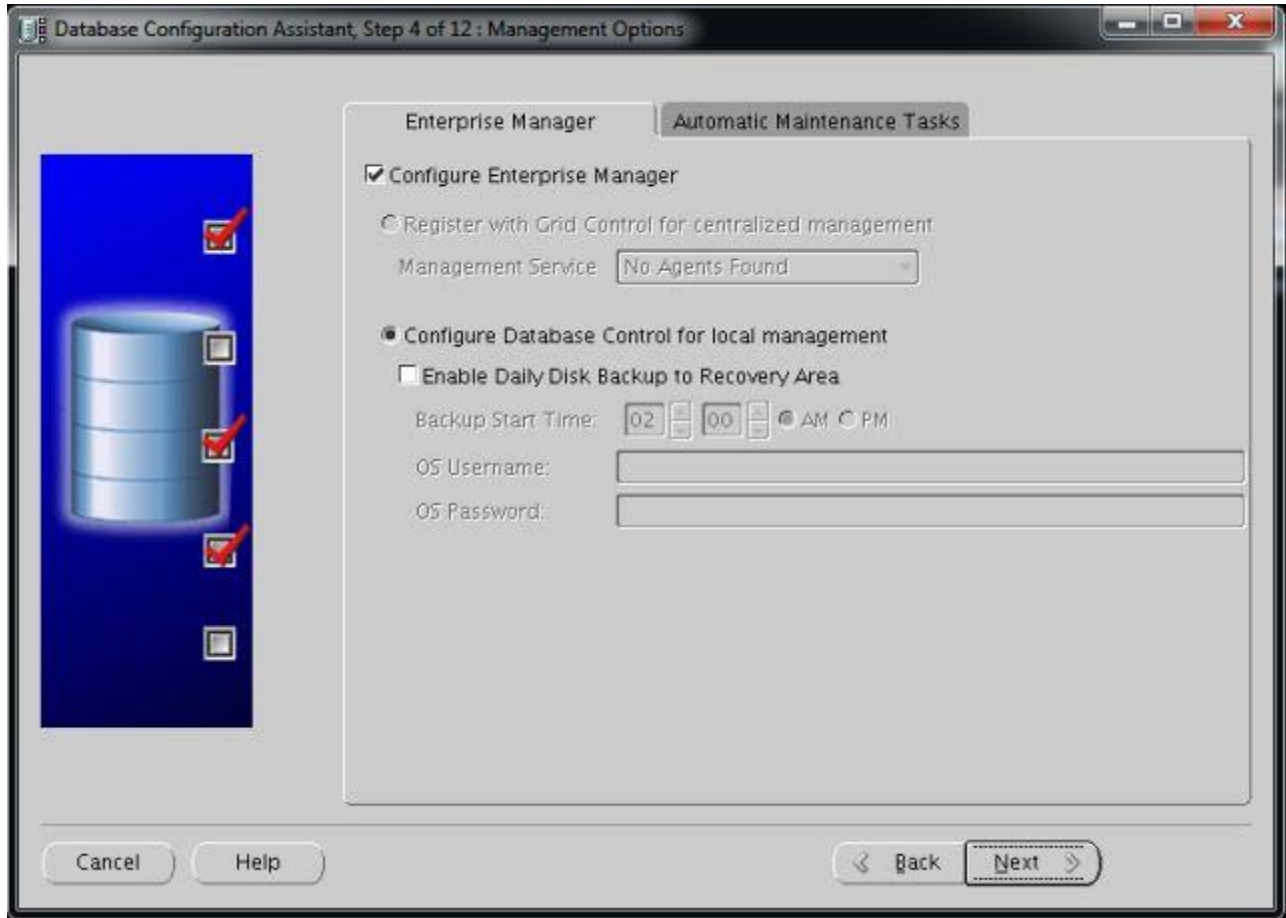 Database Configuration Assistant, Step 4 of 12 : Management Options
Enterprise Manager
Automatic Maintenance Tasks
Configure Enterprise Manager
Register with Grid Control for centralized management
Management Service No Agents Found
Configure Database Control for local management
Enable Daily Disk Backup to Recovery Area
Backup Start Time: 02 00 AM PM
OS Username:
OS Password:
Cancel
Help
Back
Next